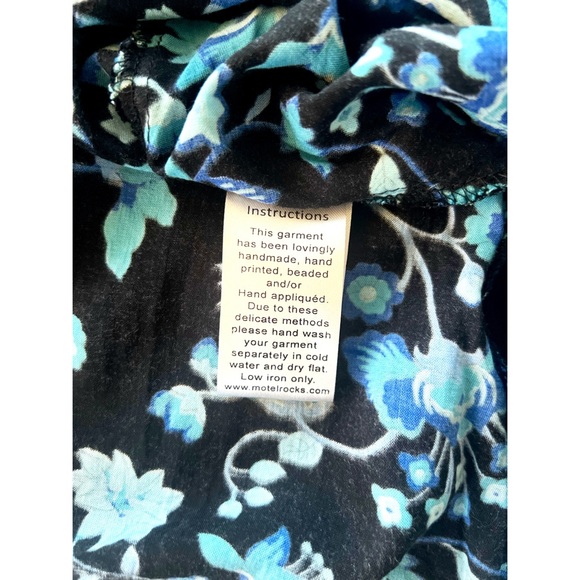 Instructions
This garment
has been lovingly
handmade, hand
printed, beaded
and/or
Hand appliquéd.
Due to these
delicate methods
please hand wash
your garment
separately in cold
water and dry flat.
Low iron only.
www.motelrocks.com